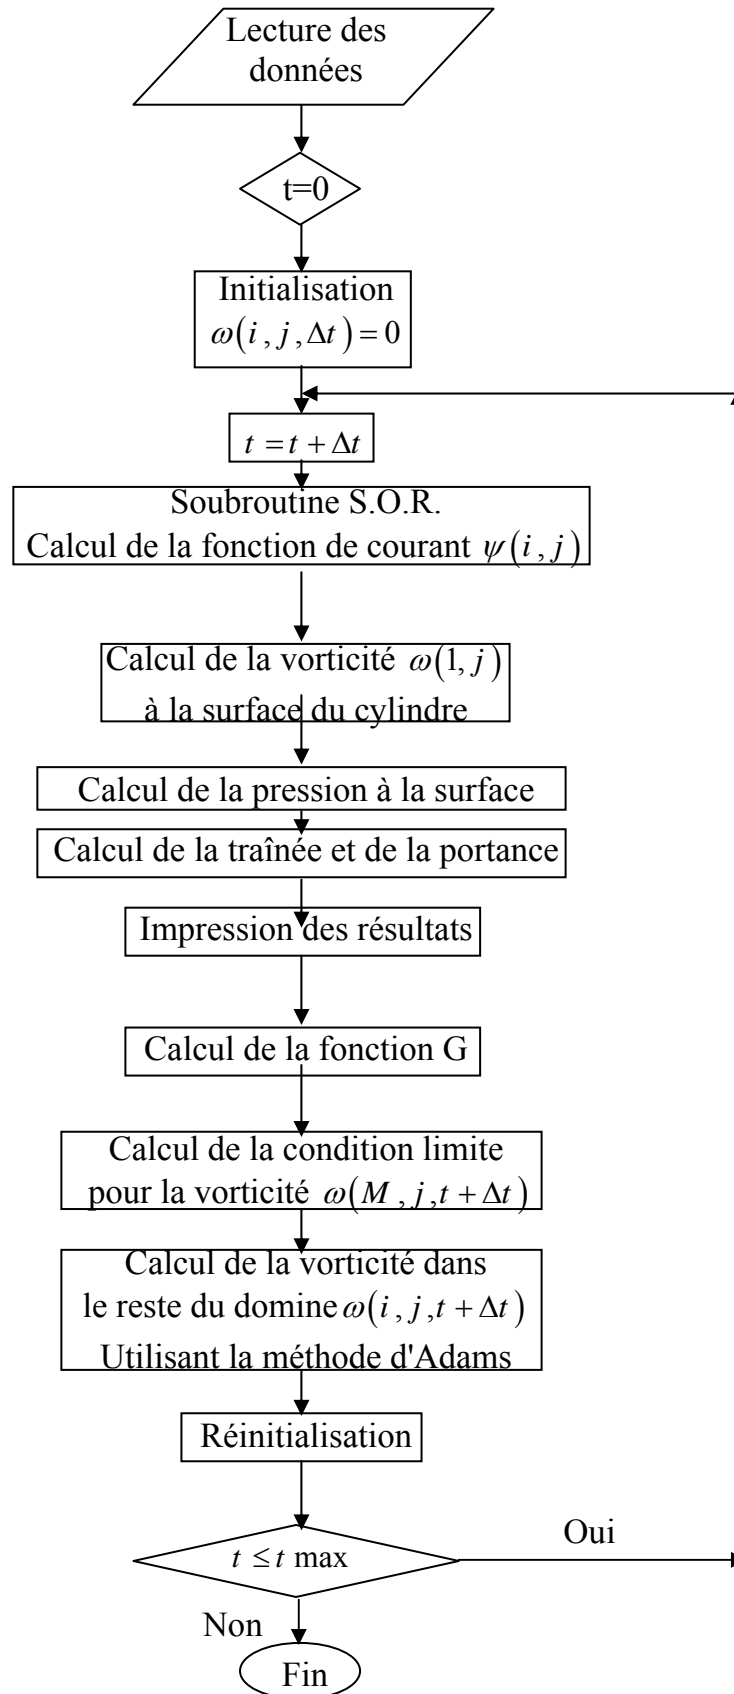 Lecture des
données
t=0
Initialisation
ω(i , j , Δt) = 0
t = t + Δt
Soubroutine S.O.R.
Calcul de la fonction de courant ψ(i , j)
Calcul de la vorticité ω(1, j)
à la surface du cylindre
Calcul de la pression à la surface
Calcul de la traînée et de la portance
Impression des résultats
Calcul de la fonction G
Calcul de la condition limite
pour la vorticité ω(M , j , t + Δt)
Calcul de la vorticité dans
le reste du domine ω(i , j , t + Δt)
Utilisant la méthode d'Adams
Réinitialisation
t ≤ t max
Oui
Non
Fin